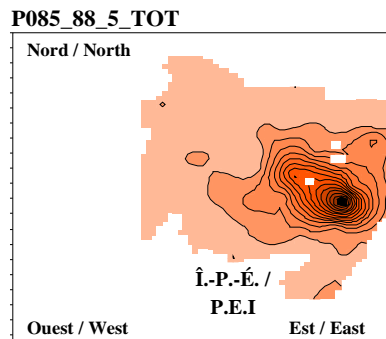 P085_88_5_TOT
Nord / North
Î.-P.-É. /
P.E.I
Ouest / West Est / East